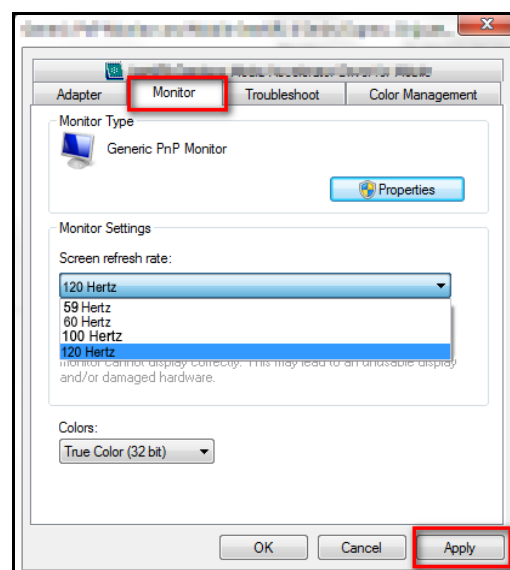 Adapter Monitor Troubleshoot Color Management
Monitor Type
Generic PnP Monitor
Properties
Monitor Settings
Screen refresh rate:
120 Hertz
59 Hertz
60 Hertz
100 Hertz
120 Hertz
monitor cannot display correctly. This may lead to an unusable display
and/or damaged hardware.
Colors:
True Color (32 bit)
OK Cancel Apply